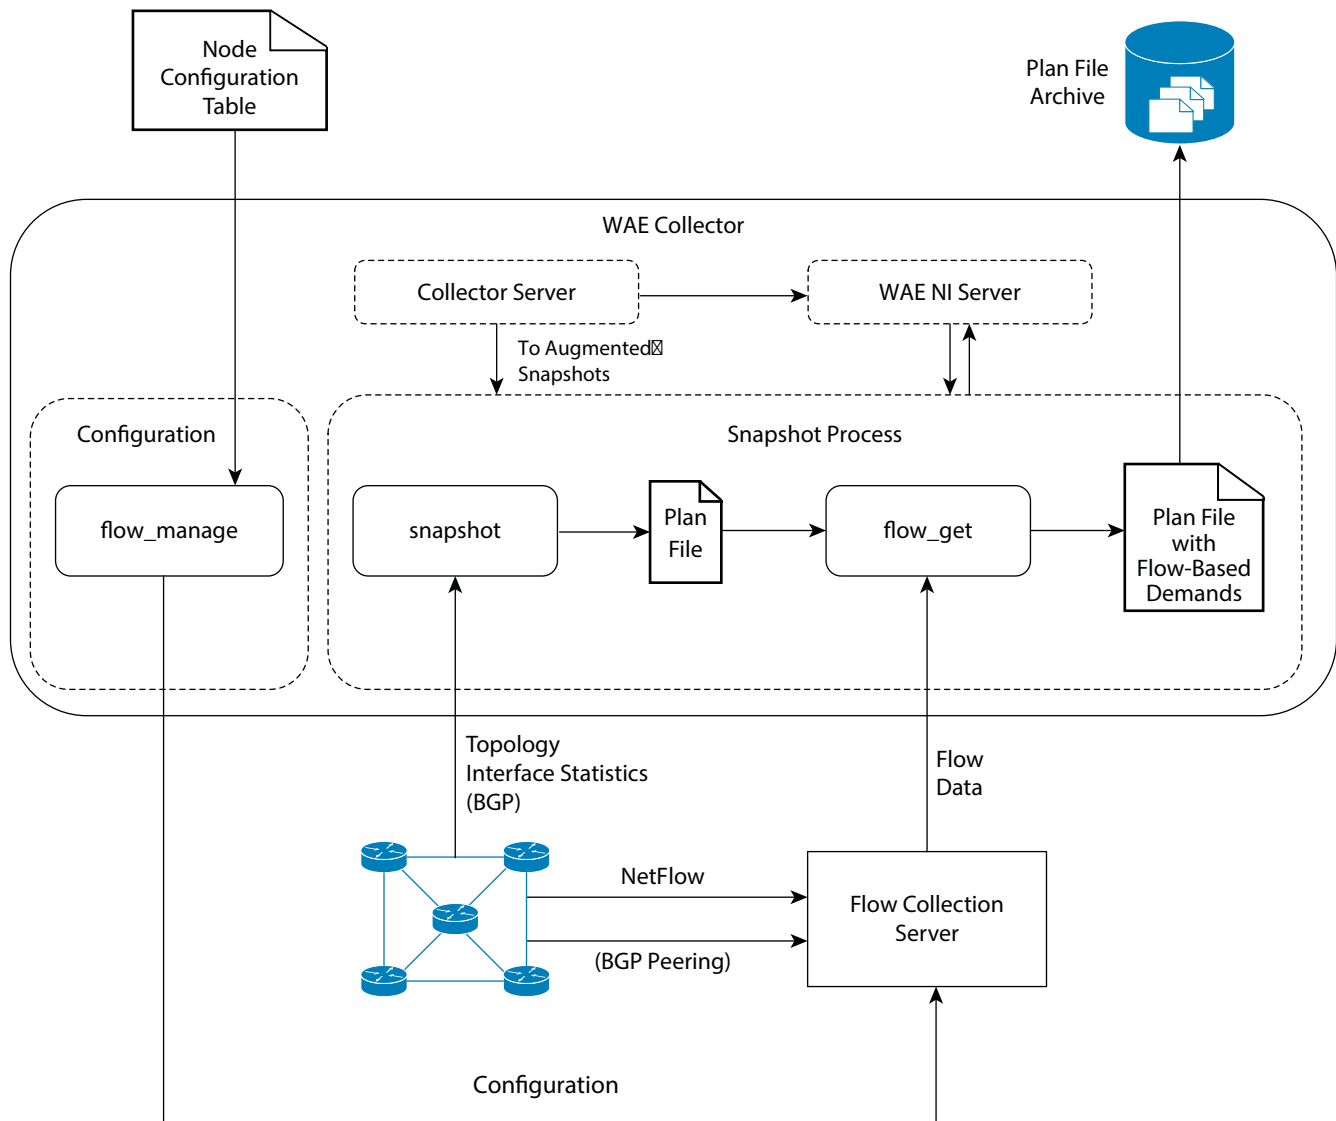 Node
Configuration
Table
Plan File
Archive
WAE Collector
Collector Server
WAE NI Server
To Augmented
Snapshots
Configuration
Snapshot Process
flow_manage
snapshot
Plan
File
flow_get
Plan File
with
Flow-Based
Demands
Topology
Interface Statistics
(BGP)
Flow
Data
NetFlow
(BGP Peering)
Flow Collection
Server
Configuration